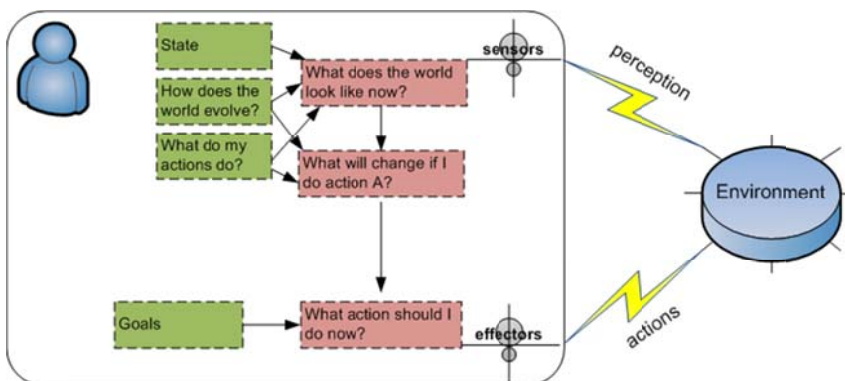 State
sensors
What does the world
look like now?
perception
How does the
world evolve?
What do my
actions do?
What will change if I
do action A?
Environment
Goals
What action should I
do now?
effectors
actions